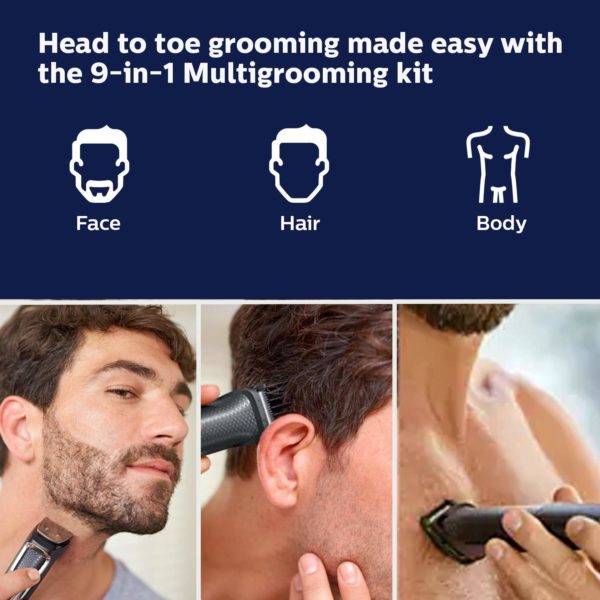 Head to toe grooming made easy with
the 9-in-1 Multigrooming kit
Face
Hair
Body